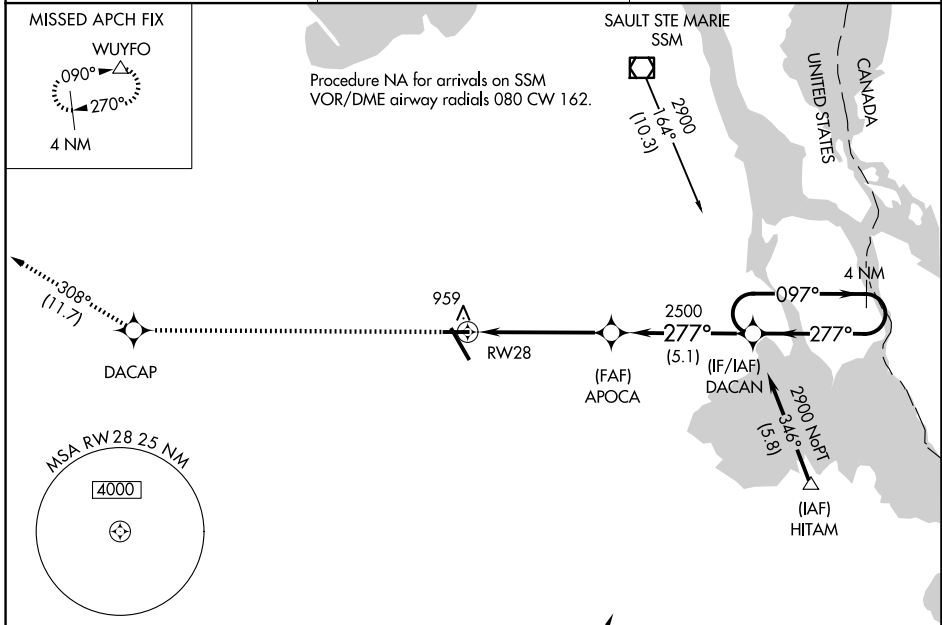 MISSED APCH FIX
WUYFO
090°
270°
4 NM
Procedure NA for arrivals on SSM
VOR/DME airway radials 080 CW 162.
SAULT STE MARIE
SSM
2900
164°
(10.3)
CANADA
UNITED STATES
308°
(11.7)
DACAP
959
RW28
(FAF)
APOCA
2500
277°
(5.1)
(IF/IAF)
DACAN
097°
4 NM
277°
2900 NoPT
346°
(5.8)
(IAF)
HITAM
MSA RW28 25 NM
4000